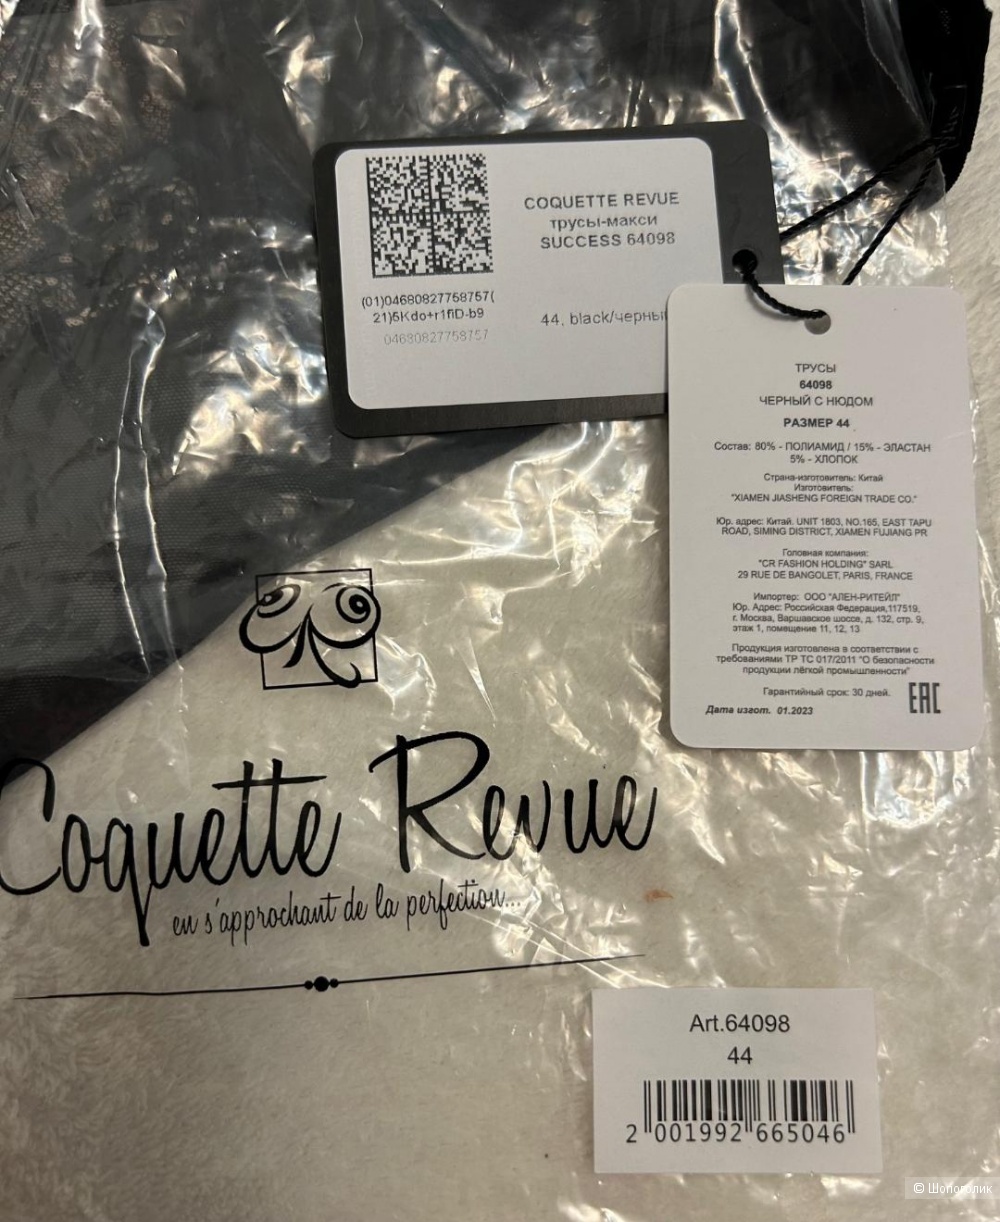 COQUETTE REVUE
трусы-макси
SUCCESS 64098
(01)04680827758757(
21)5Kdo+r1fiD-b9
04680827758757
44, black/черный
ТРУСЫ
64098
ЧЕРНЫЙ С НЮДОМ
РАЗМЕР 44
Состав: 80% - ПОЛИАМИД / 15% - ЭЛАСТАН
5% - ХЛОПОК
Страна-изготовитель: Китай
Изготовитель:
"XIAMEN JIASHENG FOREIGN TRADE CO."
Юр. адрес: Китай. UNIT 1803, NO.165, EAST TAPU
ROAD, SIMING DISTRICT, XIAMEN FUJIANG PR
Головная компания:
"CR FASHION HOLDING" SARL
29 RUE DE BANGOLET, PARIS, FRANCE
Импортер: ООО "АЛЕН-РИТЕЙЛ"
Юр. Адрес: Российская Федерация,117519,
г. Москва, Варшавское шоссе, д. 132, стр. 9,
этаж 1, помещение 11, 12, 13
Продукция изготовлена в соответствии с
требованиями ТР ТС 017/2011 "О безопасности
продукции лёгкой промышленности"
Гарантийный срок: 30 дней.
EAC
Дата изгот. 01.2023
Coquette Revue
en s'approchant de la perfection...
Art.64098
44
2 001992 665046
© Шопоголик